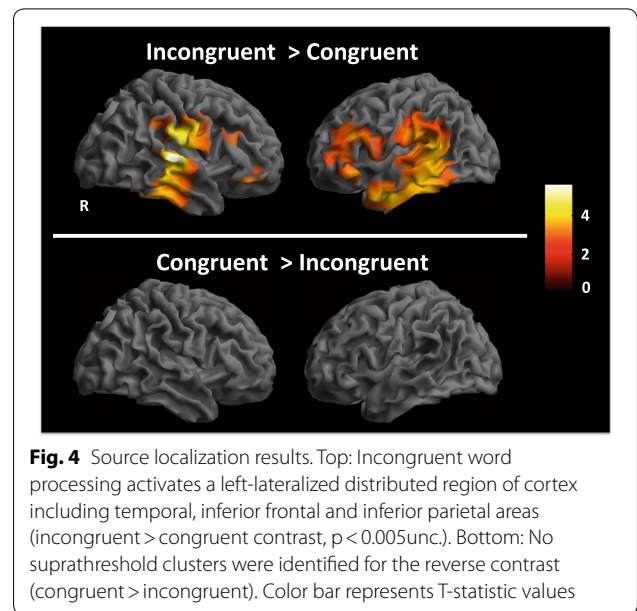 Incongruent > Congruent
R
4
2
0
Congruent > Incongruent
Fig. 4 Source localization results. Top: Incongruent word
processing activates a left-lateralized distributed region of cortex
including temporal, inferior frontal and inferior parietal areas
(incongruent > congruent contrast, p < 0.005unc.). Bottom: No
suprathreshold clusters were identified for the reverse contrast
(congruent > incongruent). Color bar represents T-statistic values